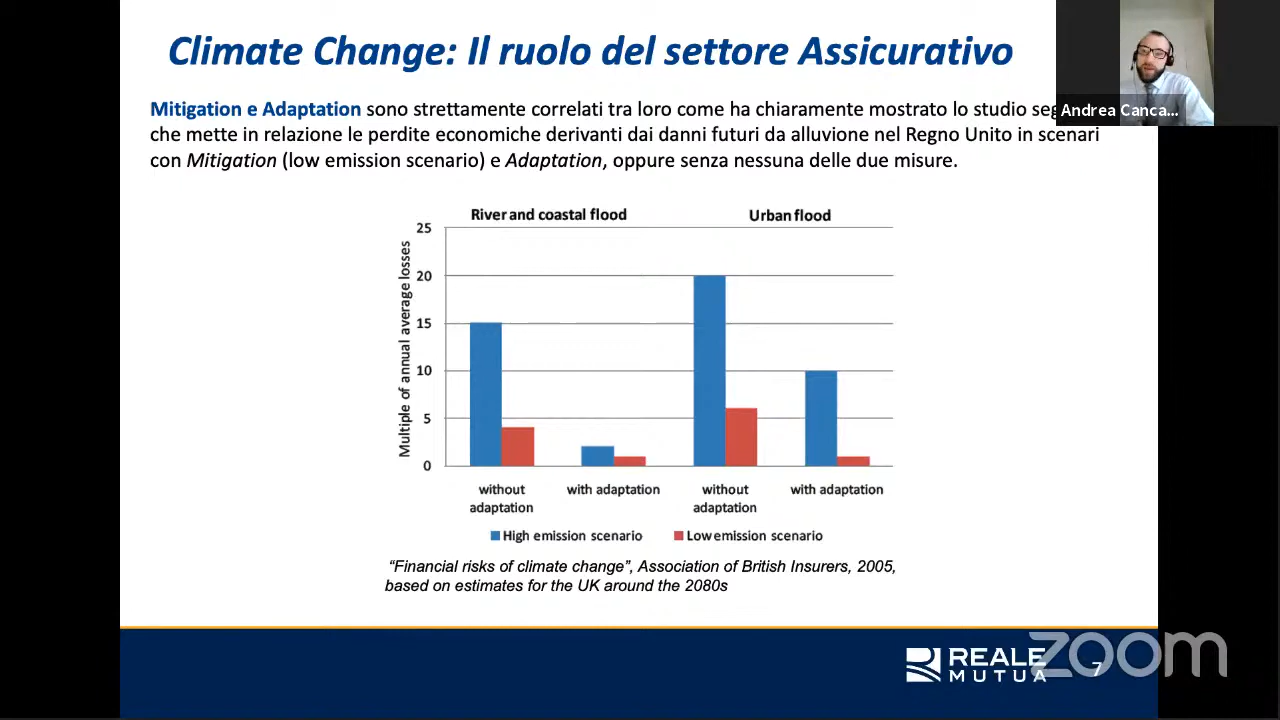 Climate Change: Il ruolo del settore Assicurativo
Mitigation e Adaptation sono strettamente correlati tra loro come ha chiaramente mostrato lo studio
che mette in relazione le perdite economiche derivanti dai danni futuri da alluvione nel Regno Unito in scenari
con Mitigation (low emission scenario) e Adaptation, oppure senza nessuna delle due misure.
Andrea Canca...
River and coastal flood
Urban flood
Multiple of annual average losses
25
20
15
10
5
0
without adaptation
with adaptation
without adaptation
with adaptation
High emission scenario
Low emission scenario
“Financial risks of climate change”, Association of British Insurers, 2005,
based on estimates for the UK around the 2080s
REALE
MUTUA
7
zoom